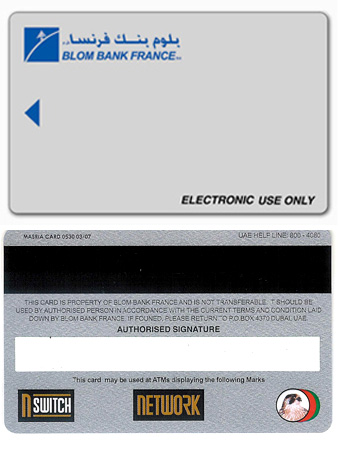 بلوم بنك فرنسا
BLOM BANK FRANCE
ELECTRONIC USE ONLY
MASRIA CARD 0530 03-07
UAE HELP LINE: 800 - 4080
THIS CARD IS PROPERTY OF BLOM BANK FRANCE AND IS NOT TRANSFERABLE. IT SHOULD BE
USED BY AUTHORISED PERSON IN ACCORDANCE WITH THE CURRENT TERMS AND CONDITION LAID
DOWN BY BLOM BANK FRANCE. IF FOUNED, PLEASE RETURN TO P.O.BOX 4370 DUBAI, UAE.
AUTHORISED SIGNATURE
This card may be used at ATMs displaying the following Marks
N SWITCH
NETWORK